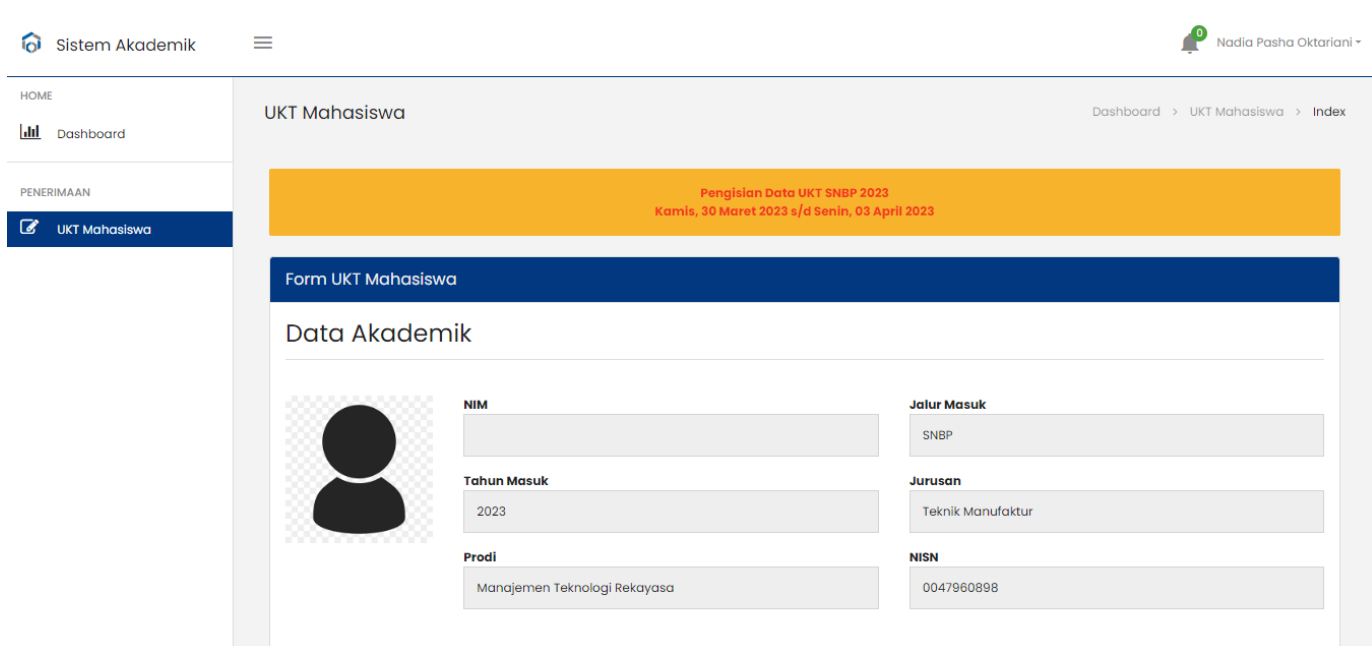 Sistem Akademik
0
Nadia Pasha Oktariani
HOME
Dashboard
PENERIMAAN
UKT Mahasiswa
UKT Mahasiswa
Dashboard > UKT Mahasiswa > Index
Pengisian Data UKT SNBP 2023
Kamis, 30 Maret 2023 s/d Senin, 03 April 2023
Form UKT Mahasiswa
Data Akademik
NIM
Jalur Masuk
SNBP
Tahun Masuk
2023
Jurusan
Teknik Manufaktur
Prodi
Manajemen Teknologi Rekayasa
NISN
0047960898